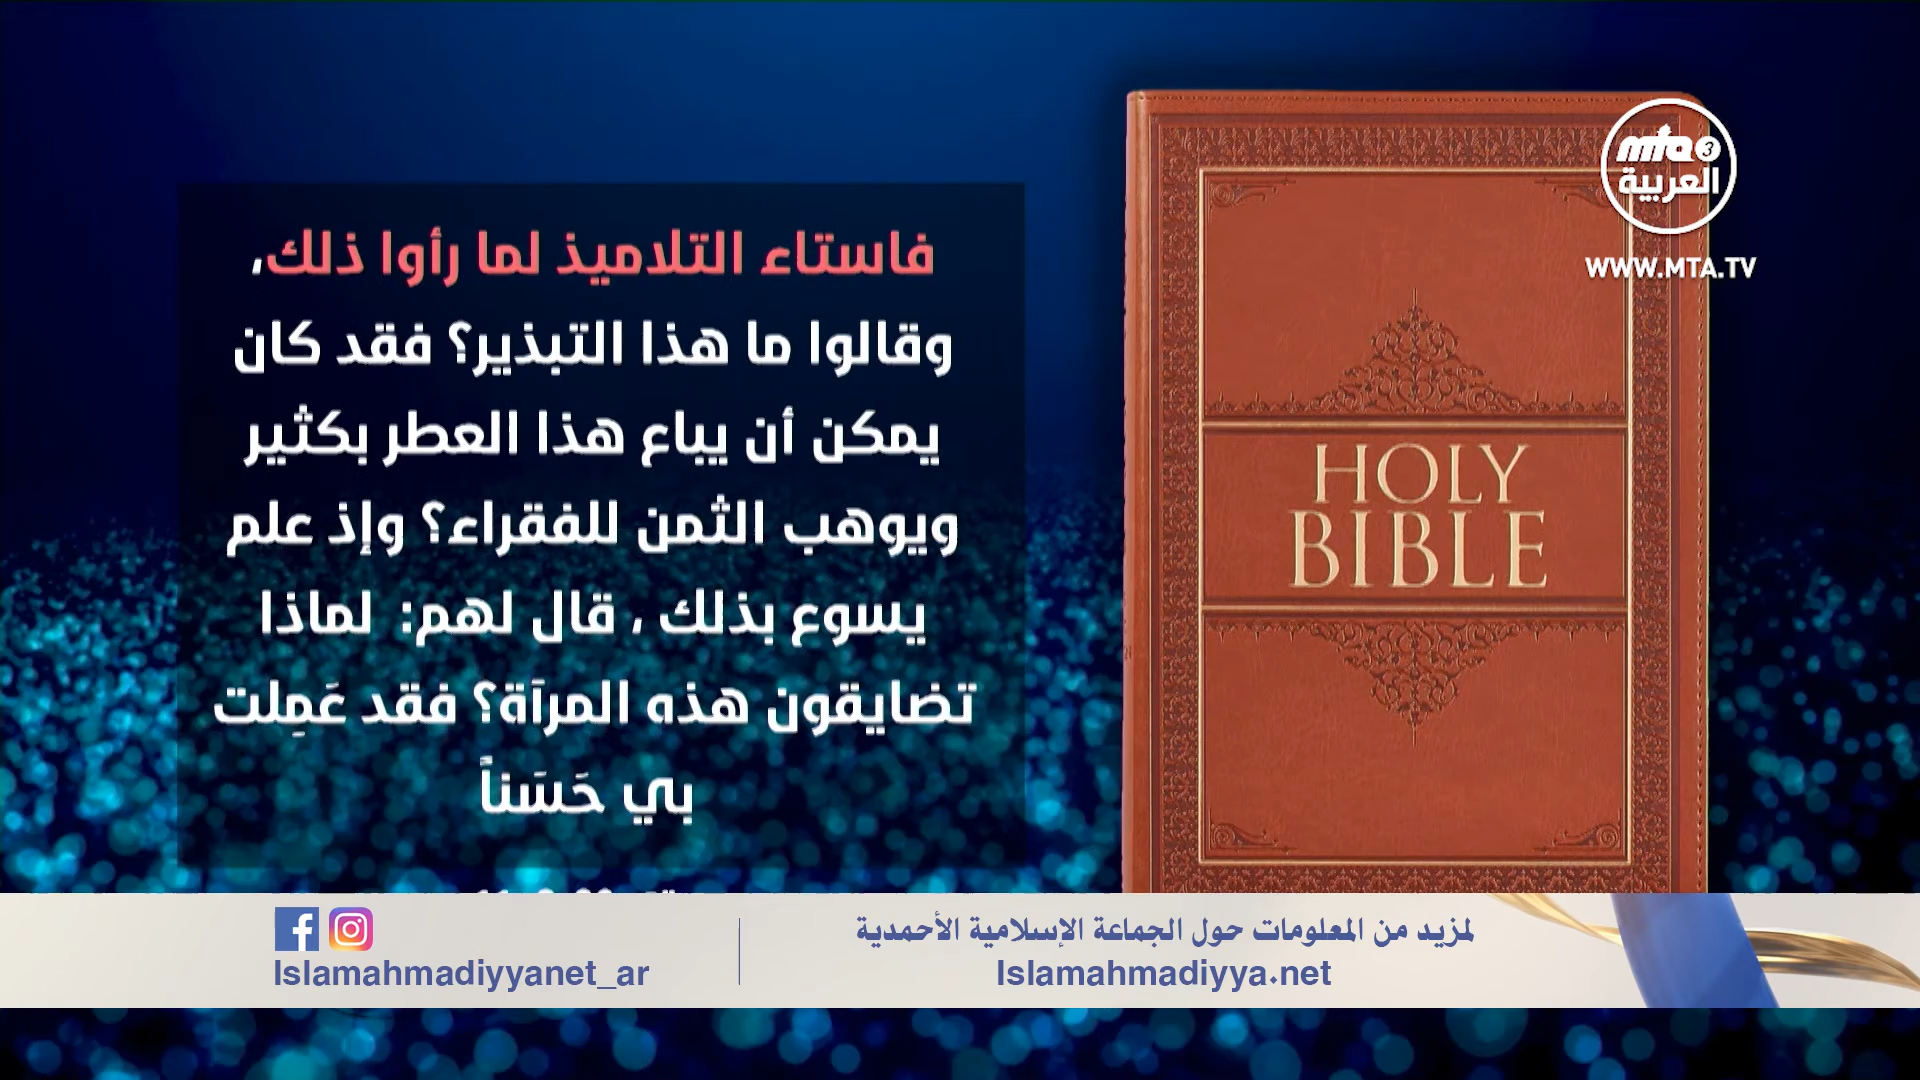 فاستاء التلاميذ لما رأوا ذلك،
وقالوا ما هذا التبذير؟ فقد كان
يمكن أن يباع هذا العطر بكثير
ويوهب الثمن للفقراء؟ وإذ علم
يسوع بذلك ، قال لهم: لماذا
تضايقون هذه المرآة؟ فقد عَمِلت
بي حَسَناً
HOLY
BIBLE
mta 3
العربية
WWW.MTA.TV
لمزيد من المعلومات حول الجماعة الإسلامية الأحمدية
Islamahmadiyya.net
Islamahmadiyyanet_ar